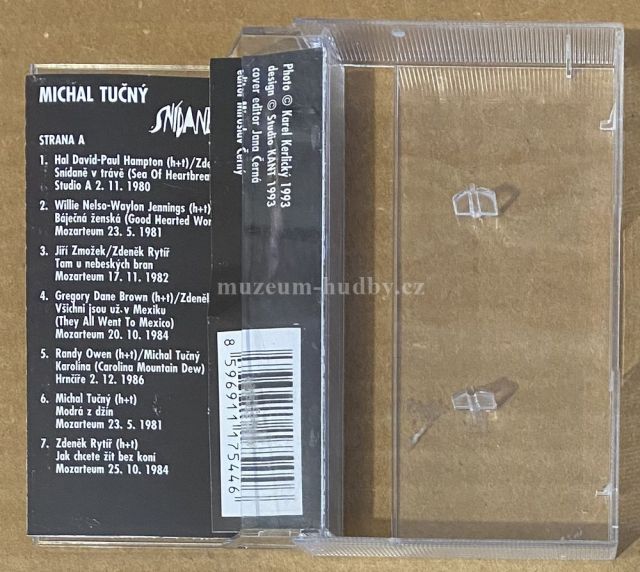 MICHAL TUČNÝ
STRANA A
1. Hal David-Paul Hampton (h+t)/
Snídaně v trávě (Sea Of
Studio A 2. 11. 1980
2. Willie Nelso-Waylon Jennings (h+t)
Báječná ženská (Good Hearted
Mozarteum 23. 5. 1981
3. Jiří Zmožek/Zdeněk Rytíř
Tam u nebeských bran
Mozarteum 17. 11. 1982
4. Gregory Dane Brown (h+t)/
Všichni jsou už v Mexiku
(They All Went To Mexico)
Mozarteum 20. 10. 1984
5. Randy Owen (h+t)/Michal Tučný
Karolína (Carolina Mountain Dew)
Hrnčíře 2. 12. 1986
6. Michal Tučný (h+t)
Modrá z džín
Mozarteum 23. 5. 1981
7. Zdeněk Rytíř (h+t)
Jak chcete žít bez koní
Mozarteum 25. 10. 1984
Photo © Karel Kerlický 1993
design © Studio KANT 1993
cover editor Jana Černá
editor Miroslav Černý
8 596911 175446
muzeum-hudby.cz